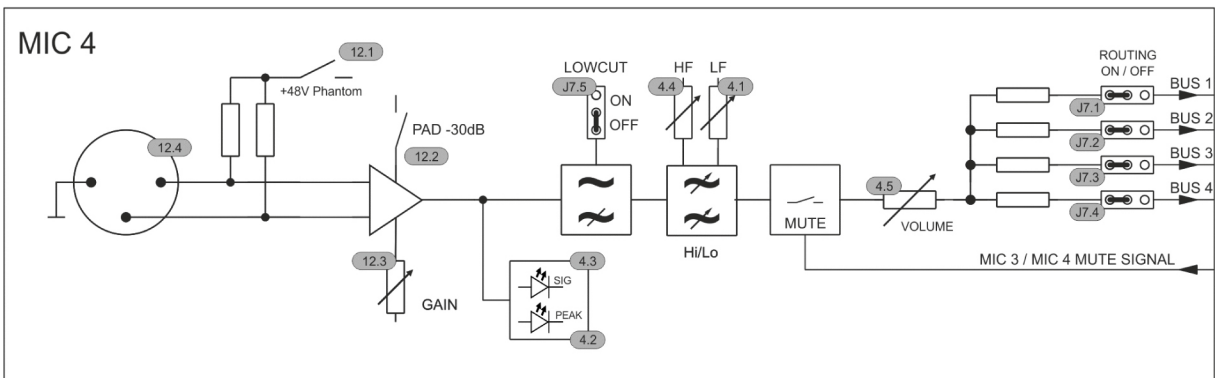 MIC 4
12.1
+48V Phantom
12.4
PAD -30dB
12.2
12.3
GAIN
4.3
SIG
PEAK
4.2
LOWCUT
J7.5
ON
OFF
HF LF
4.4 4.1
Hi/Lo
MUTE
4.5
VOLUME
ROUTING
ON / OFF
BUS 1
J7.1
BUS 2
J7.2
BUS 3
J7.3
BUS 4
J7.4
MIC 3 / MIC 4 MUTE SIGNAL